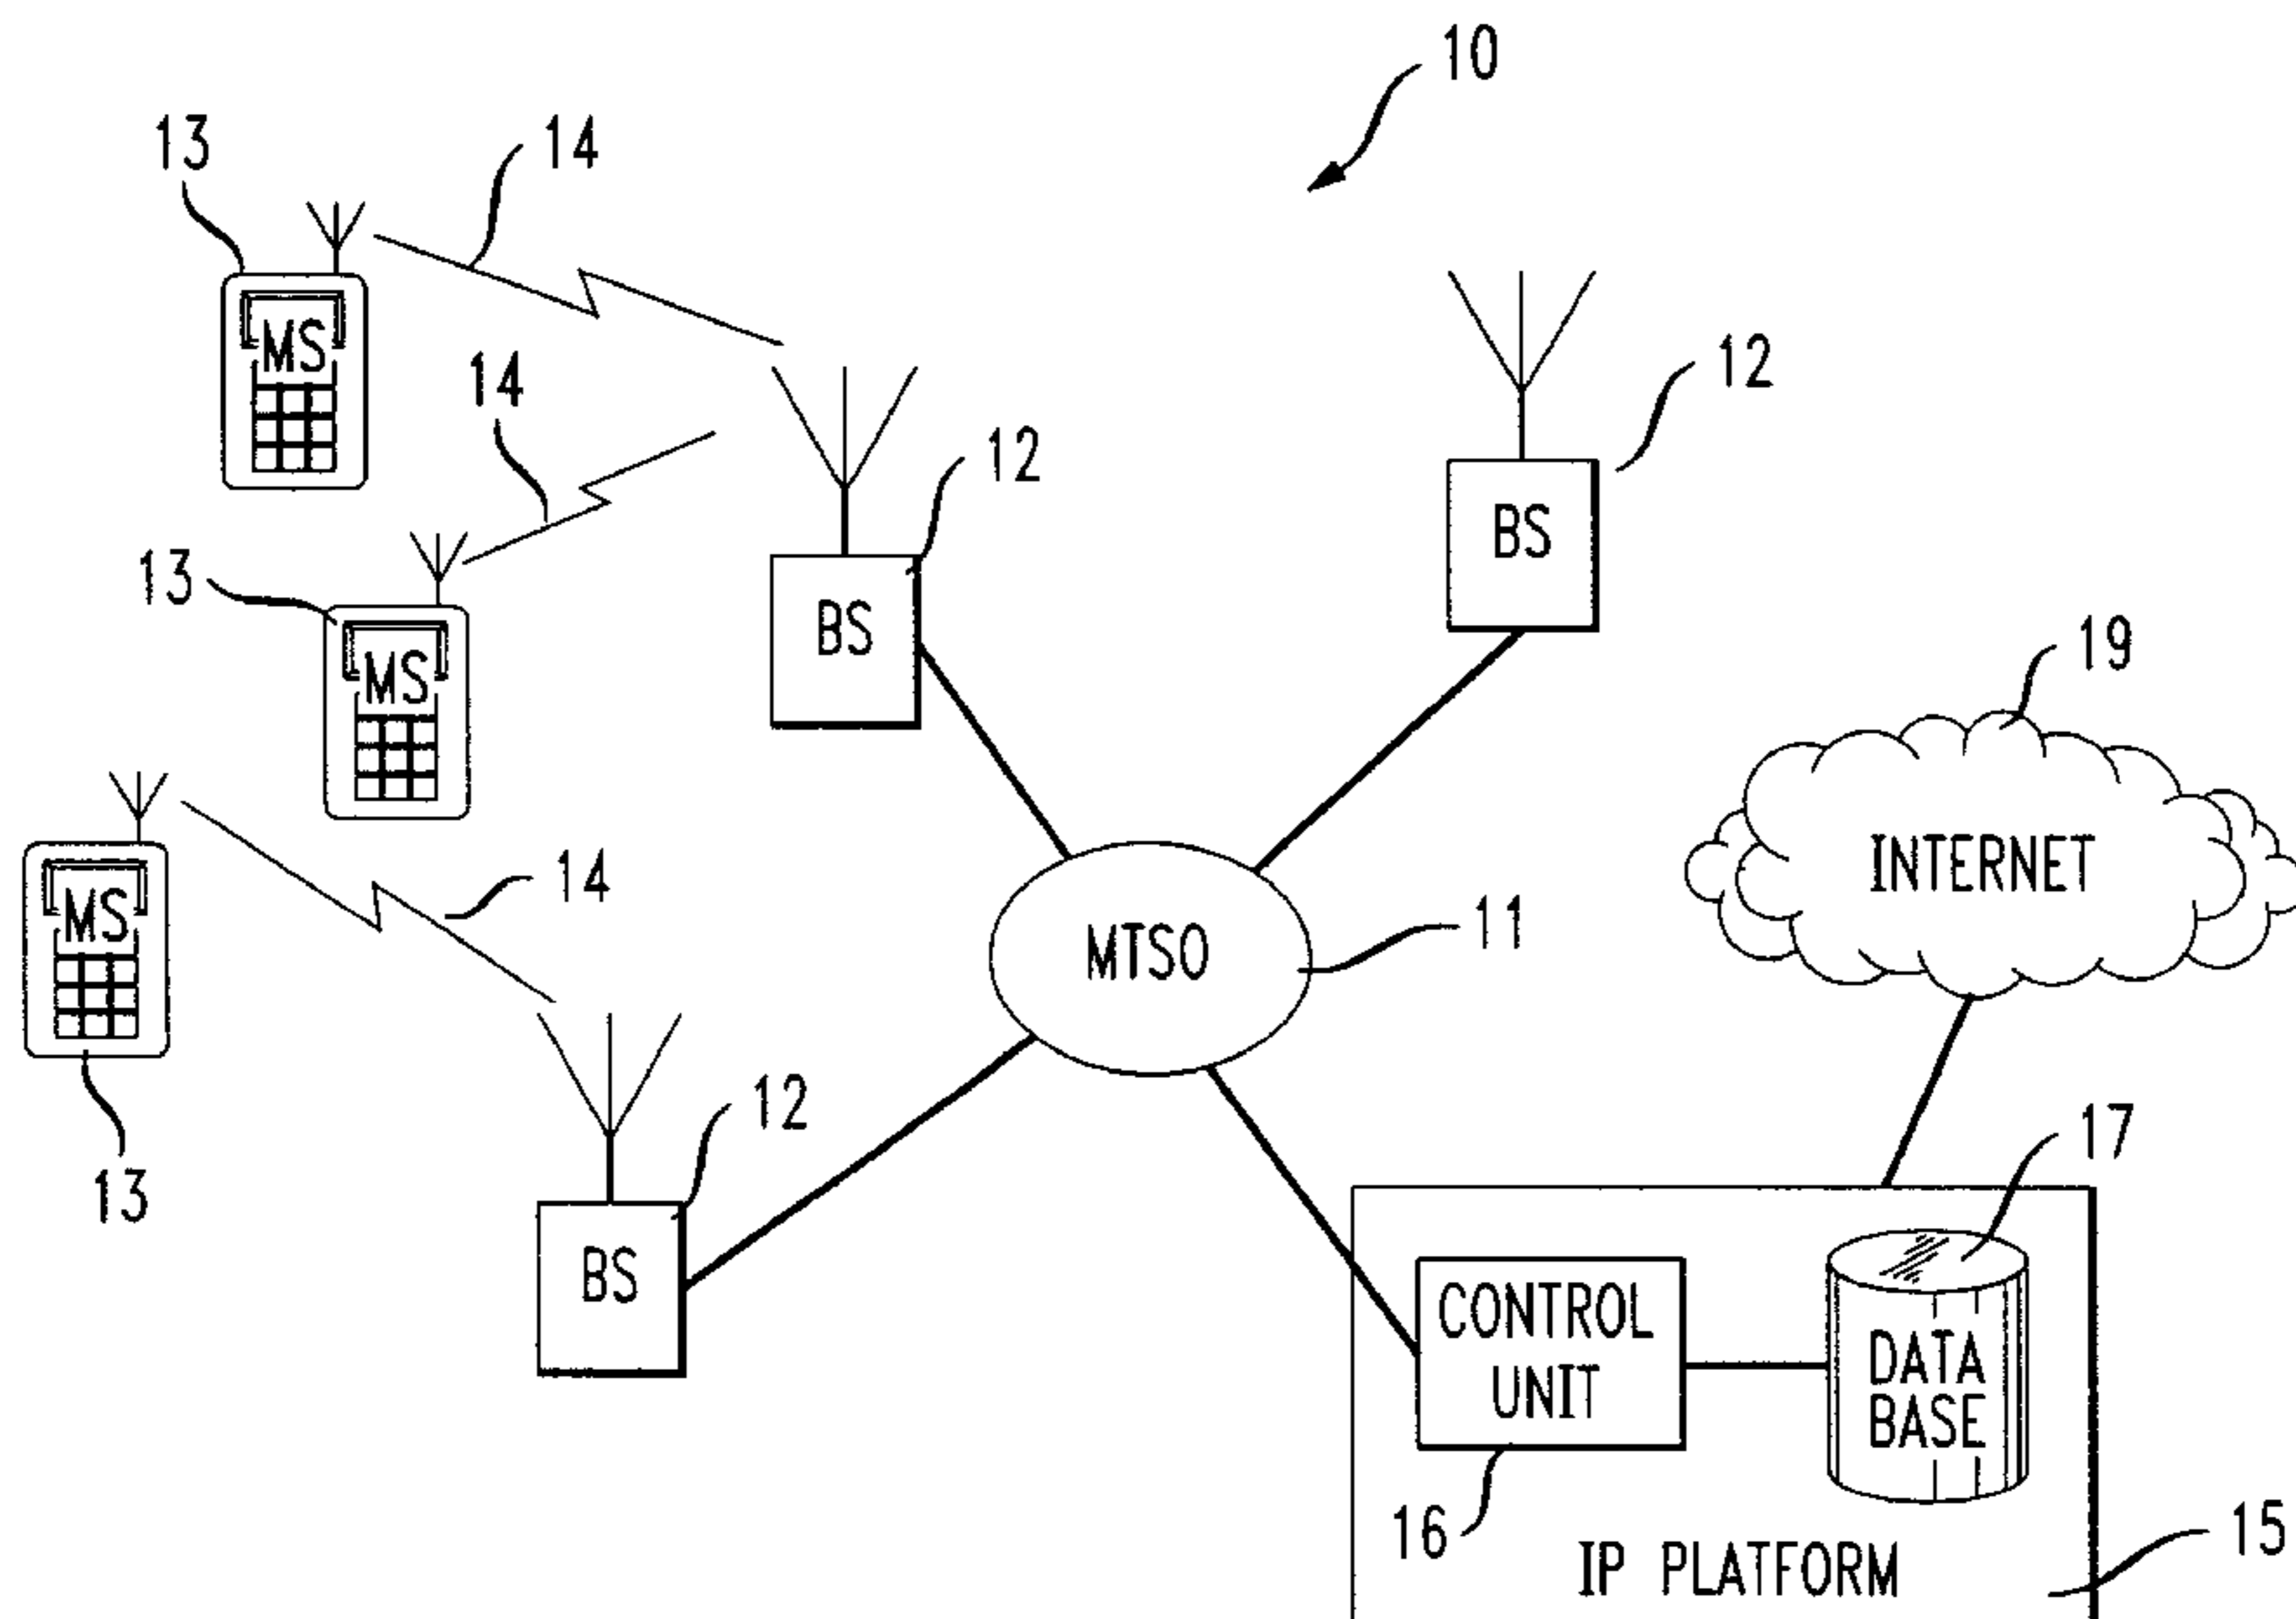 10
13
14
MS
14
12
12
BS
13
BS
MS
19
14
INTERNET
MS
MTSO
11
13
12
BS
17
CONTROL
UNIT
DATA
BASE
16
IP PLATFORM
15